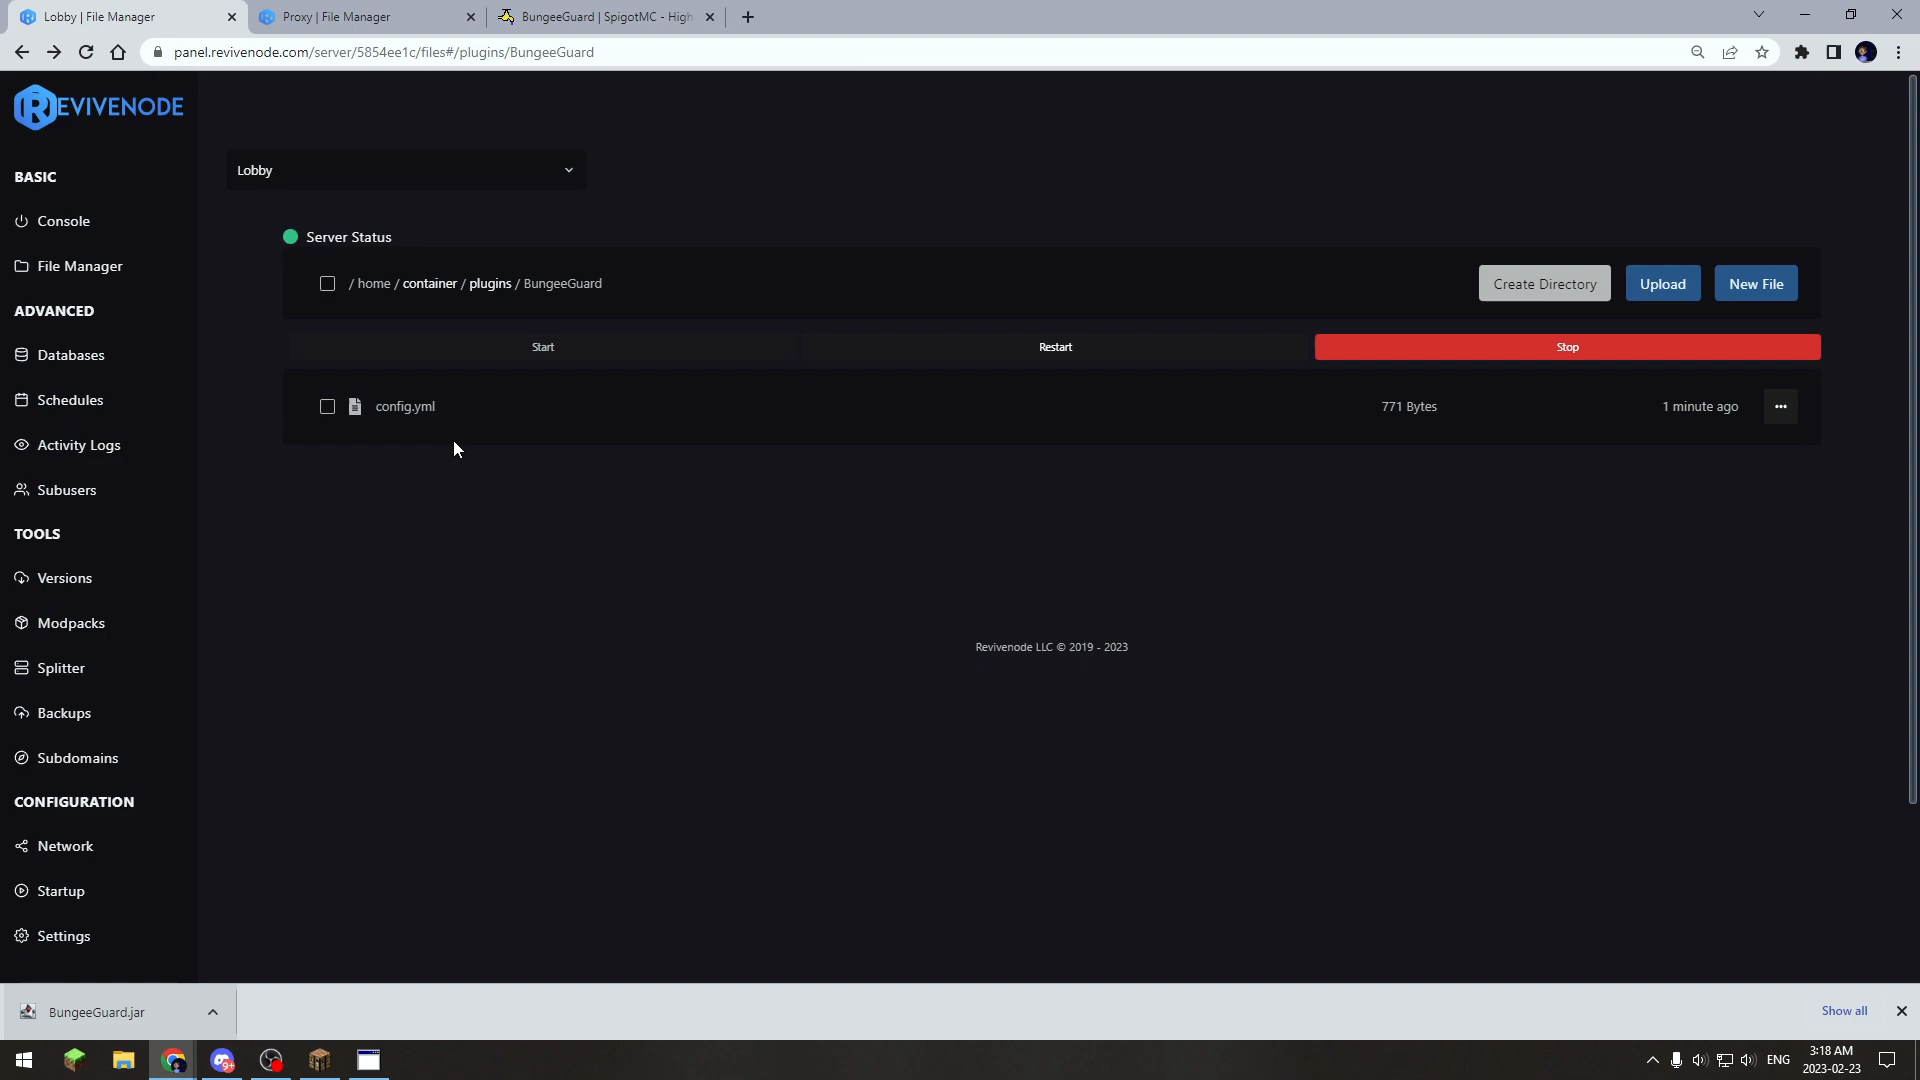 Lobby | File Manager
Proxy | File Manager
BungeeGuard | SpigotMC - High
panel.revivenode.com/server/5854ee1c/files#/plugins/BungeeGuard
REVIVENODE
BASIC
Console
File Manager
ADVANCED
Databases
Schedules
Activity Logs
Subusers
TOOLS
Versions
Modpacks
Splitter
Backups
Subdomains
CONFIGURATION
Network
Startup
Settings
Lobby
Server Status
/ home / container / plugins / BungeeGuard
Create Directory
Upload
New File
Start
Restart
Stop
config.yml
771 Bytes
1 minute ago
Revivenode LLC © 2019 - 2023
BungeeGuard.jar
Show all
9+
ENG
3:18 AM
2023-02-23